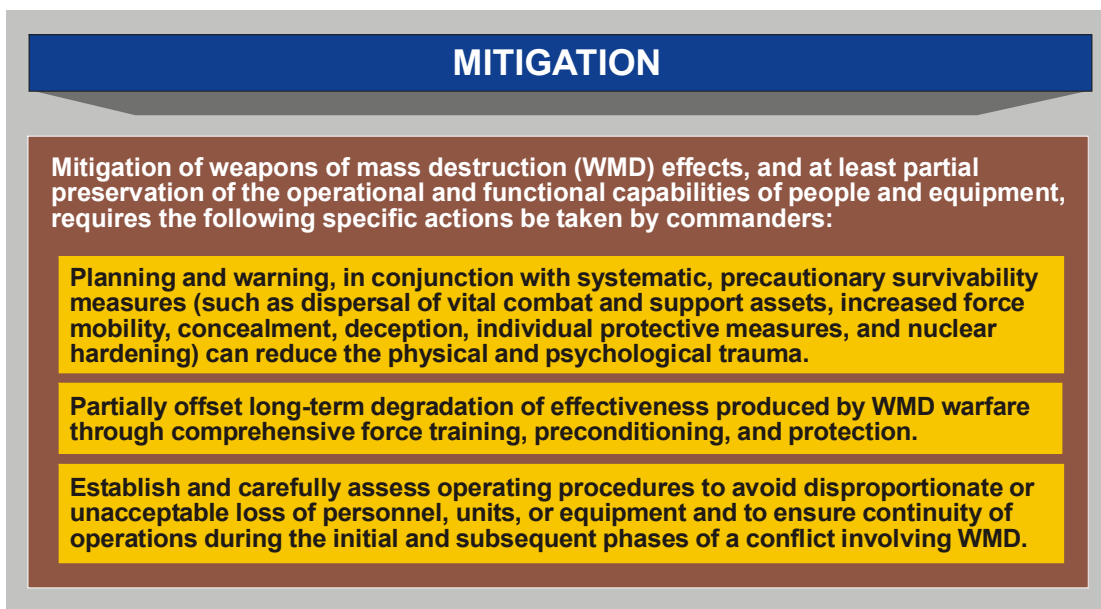 MITIGATION
Mitigation of weapons of mass destruction (WMD) effects, and at least partial
preservation of the operational and functional capabilities of people and equipment,
requires the following specific actions be taken by commanders:
Planning and warning, in conjunction with systematic, precautionary survivability
measures (such as dispersal of vital combat and support assets, increased force
mobility, concealment, deception, individual protective measures, and nuclear
hardening) can reduce the physical and psychological trauma.
Partially offset long-term degradation of effectiveness produced by WMD warfare
through comprehensive force training, preconditioning, and protection.
Establish and carefully assess operating procedures to avoid disproportionate or
unacceptable loss of personnel, units, or equipment and to ensure continuity of
operations during the initial and subsequent phases of a conflict involving WMD.